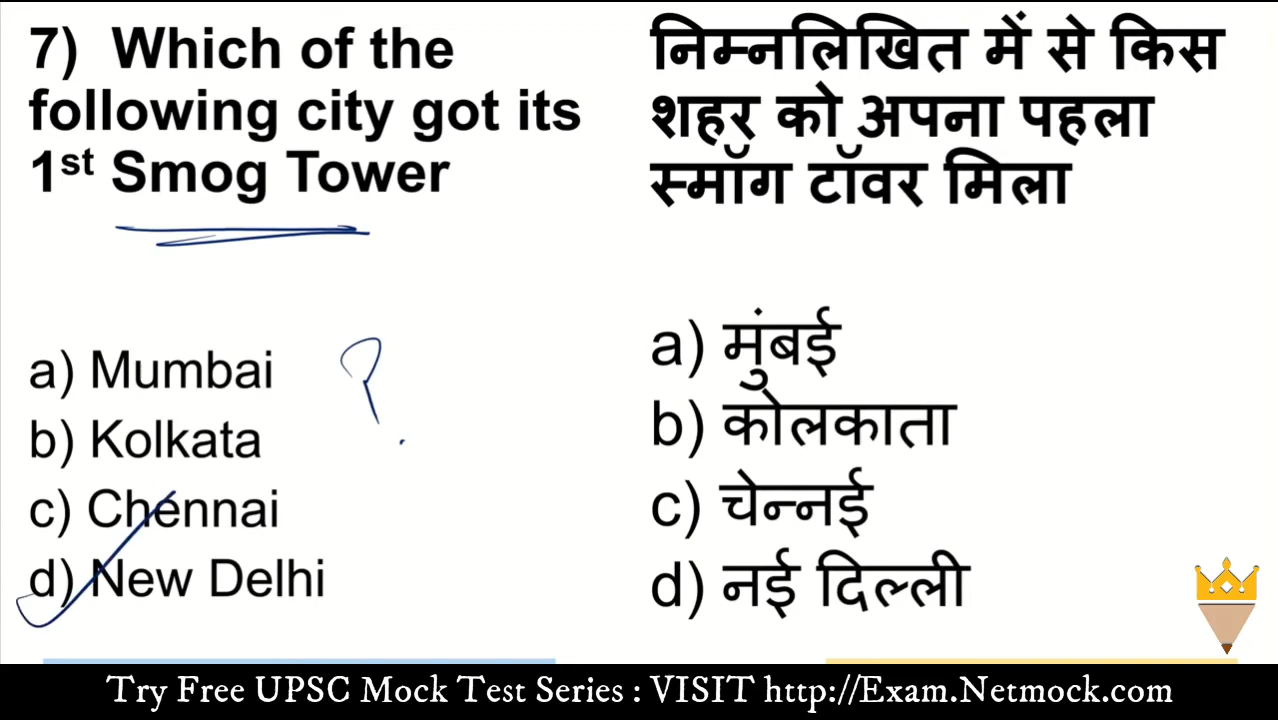 7) Which of the
following city got its
1st Smog Tower
a) Mumbai
b) Kolkata
c) Chennai
d) New Delhi
निम्नलिखित में से किस
शहर को अपना पहला
स्मॉग टॉवर मिला
a) मुंबई
b) कोलकाता
c) चेन्नई
d) नई दिल्ली
?
Try Free UPSC Mock Test Series : VISIT http://Exam.Netmock.com